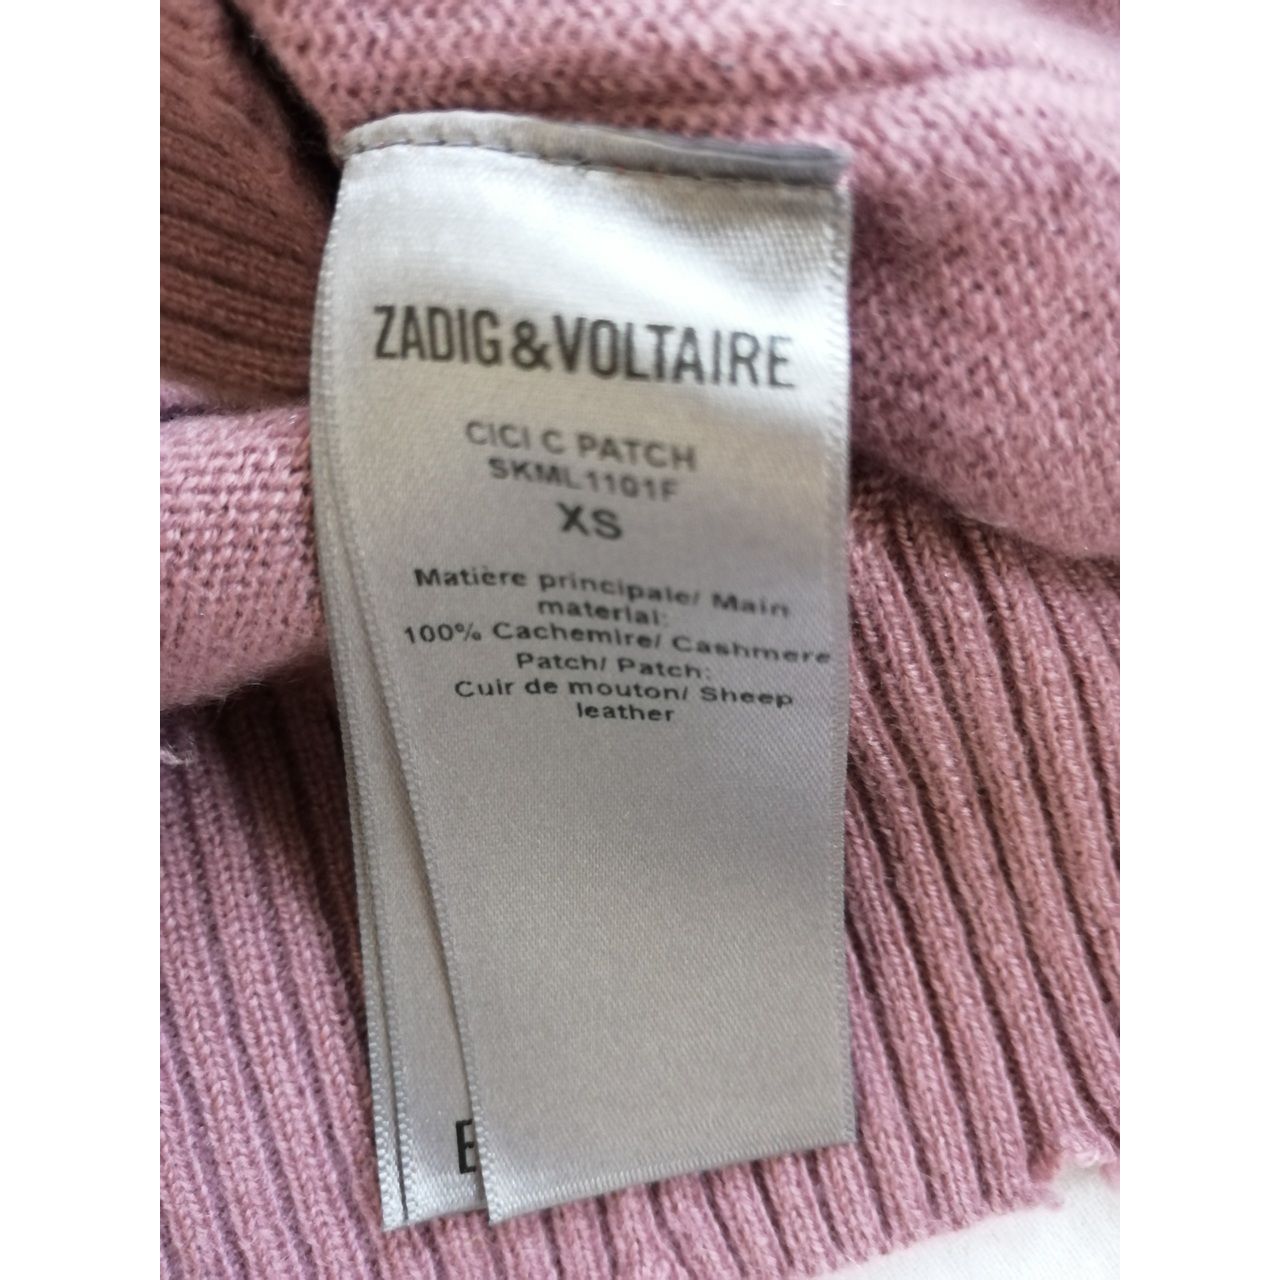 ZADIG&VOLTAIRE
CICI C PATCH
SKML1101F
XS
Matière principale/ Main
material:
100% Cachemire/ Cashmere
Patch/ Patch:
Cuir de mouton/ Sheep
leather
E